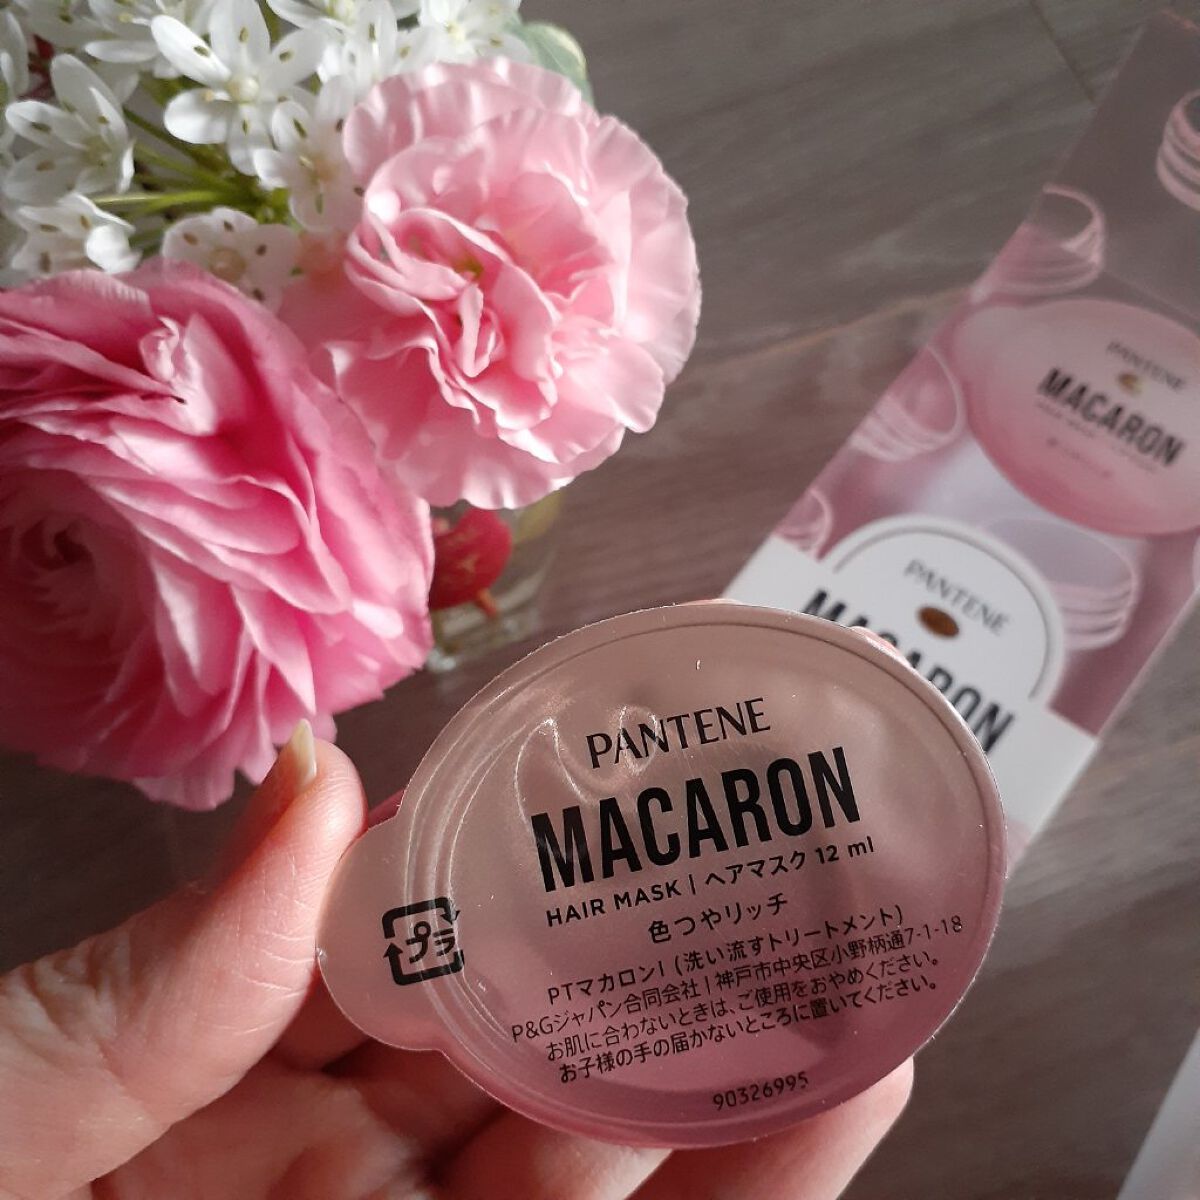 PANTENE
MACARON
HAIR MASK | ヘアマスク 12 ml
色つやリッチ
PTマカロンI (洗い流すトリートメント)
P&Gジャパン合同会社 | 神戸市中央区小野柄通7-1-18
お肌に合わないときは、ご使用をおやめください。
お子様の手の届かないところに置いてください。
90326995
プラ
PANTENE
MACARON
PANTENE
MACARON